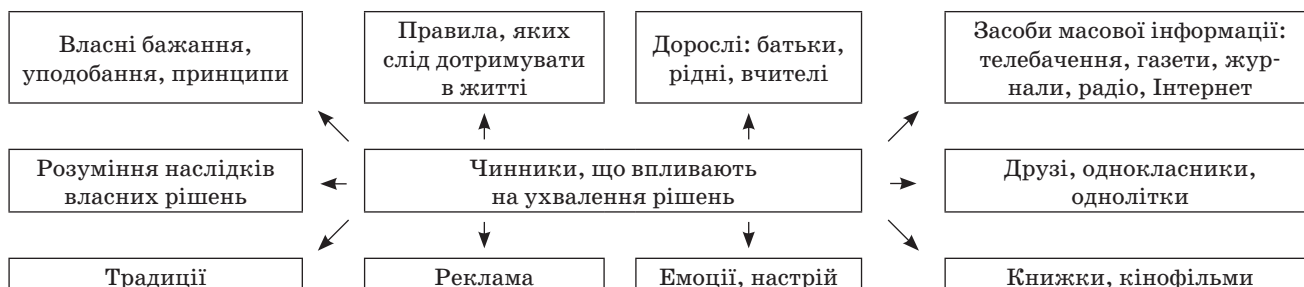 Власні бажання,
уподобання, принципи
Правила, яких
слід дотримувати
в житті
Дорослі: батьки,
рідні, вчителі
Засоби масової інформації:
телебачення, газети, жур-
нали, радіо, Інтернет
Розуміння наслідків
власних рішень
Чинники, що впливають
на ухвалення рішень
Друзі, однокласники,
однолітки
Традиції
Реклама
Емоції, настрій
Книжки, кінофільми